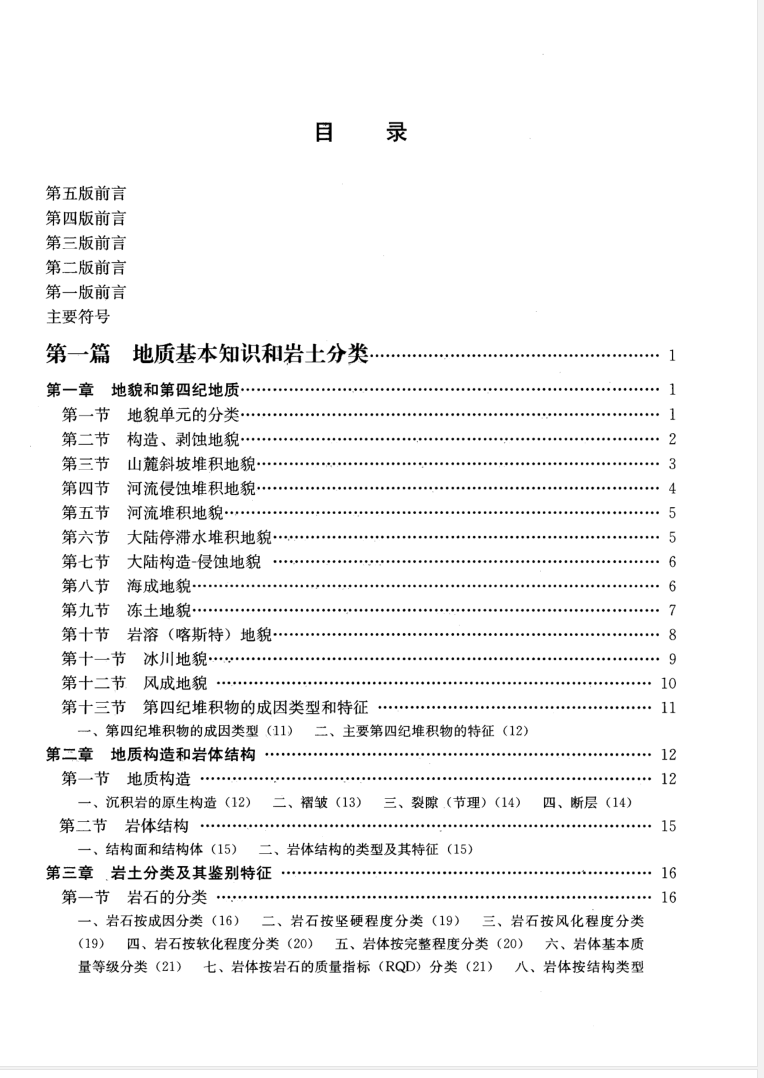 目 录
第五版前言
第四版前言
第三版前言
第二版前言
第一版前言
主要符号
第一篇 地质基本知识和岩土分类…………………………………………… 1
第一章 地貌和第四纪地质…………………………………………………… 1
第一节 地貌单元的分类…………………………………………………… 1
第二节 构造、剥蚀地貌…………………………………………………… 2
第三节 山麓斜坡堆积地貌………………………………………………… 3
第四节 河流侵蚀堆积地貌………………………………………………… 4
第五节 河流堆积地貌……………………………………………………… 5
第六节 大陆停滞水堆积地貌……………………………………………… 5
第七节 大陆构造-侵蚀地貌 ……………………………………………… 6
第八节 海成地貌…………………………………………………………… 6
第九节 冻土地貌…………………………………………………………… 7
第十节 岩溶（喀斯特）地貌……………………………………………… 8
第十一节 冰川地貌………………………………………………………… 9
第十二节 风成地貌 ……………………………………………………… 10
第十三节 第四纪堆积物的成因类型和特征 …………………………… 11
一、第四纪堆积物的成因类型（11） 二、主要第四纪堆积物的特征（12）
第二章 地质构造和岩体结构 ……………………………………………… 12
第一节 地质构造 ………………………………………………………… 12
一、沉积岩的原生构造（12） 二、褶皱（13） 三、裂隙（节理）（14） 四、断层（14）
第二节 岩体结构 ………………………………………………………… 15
一、结构面和结构体（15） 二、岩体结构的类型及其特征（15）
第三章 岩土分类及其鉴别特征 …………………………………………… 16
第一节 岩石的分类 ……………………………………………………… 16
一、岩石按成因分类（16） 二、岩石按坚硬程度分类（19） 三、岩石按风化程度分类
（19） 四、岩石按软化程度分类（20） 五、岩体按完整程度分类（20） 六、岩体基本质
量等级分类（21） 七、岩体按岩石的质量指标（RQD）分类（21） 八、岩体按结构类型